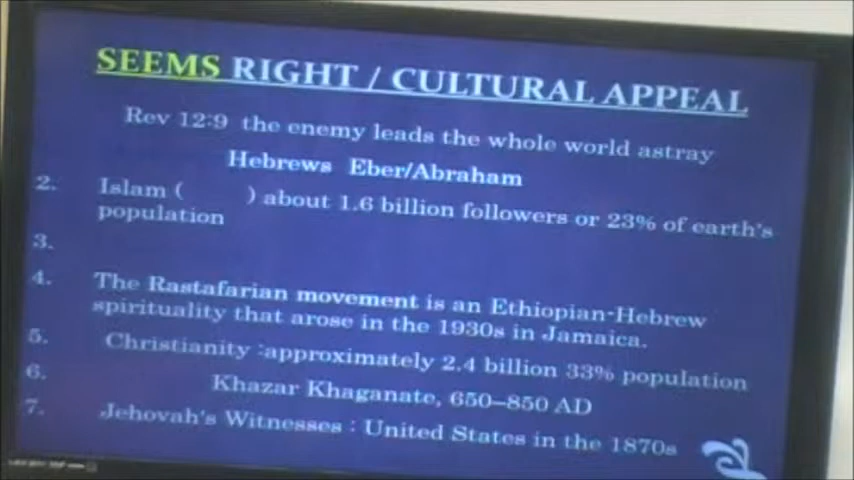 SEEMS RIGHT / CULTURAL APPEAL
Rev 12:9 the enemy leads the whole world astray
Hebrews Eber/Abraham
2. Islam ( ) about 1.6 billion followers or 23% of earth's
population
3.
4. The Rastafarian movement is an Ethiopian-Hebrew
spirituality that arose in the 1930s in Jamaica.
5. Christianity :approximately 2.4 billion 33% population
6. Khazar Khaganate, 650–850 AD
7. Jehovah's Witnesses : United States in the 1870s